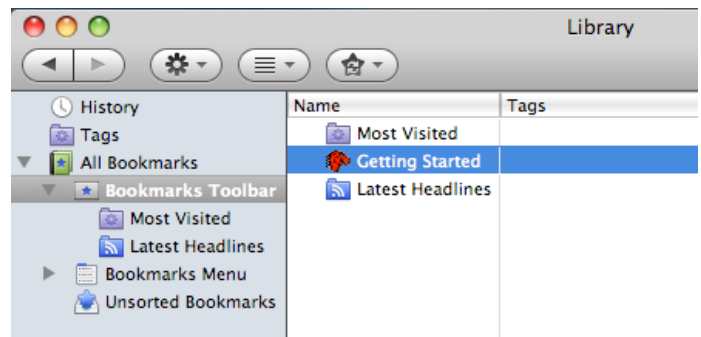 Library
History
Tags
All Bookmarks
Bookmarks Toolbar
Most Visited
Latest Headlines
Bookmarks Menu
Unsorted Bookmarks
Name Tags
Most Visited
Getting Started
Latest Headlines